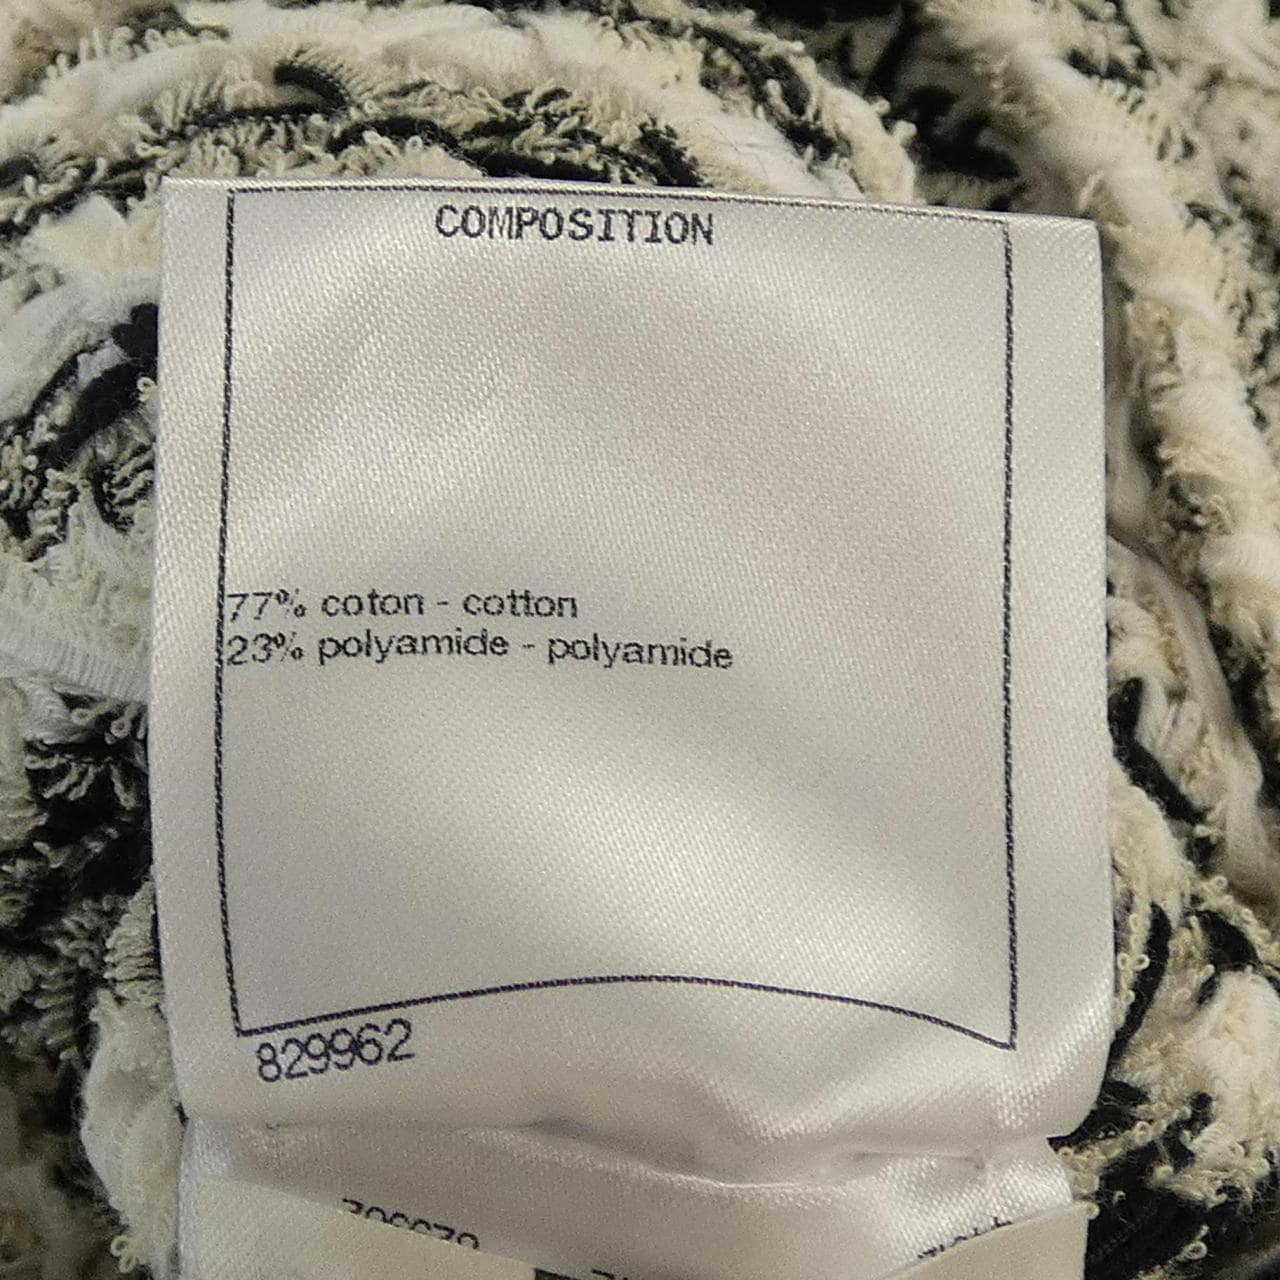 COMPOSITION
77% coton - cotton
23% polyamide - polyamide
829962